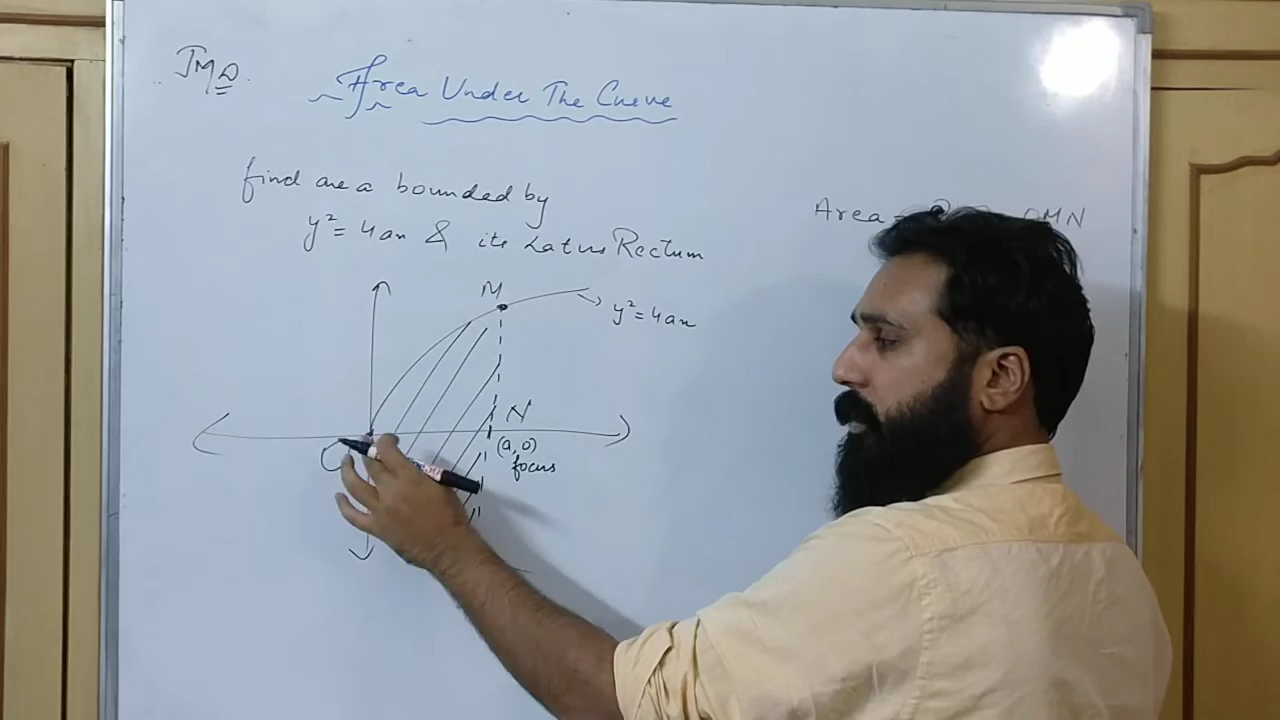 JMD.
Area Under The Curve
find area bounded by
y² = 4ax & its Latus Rectum
Area = OMN
M
y² = 4ax
N
(a, 0)
focus
O